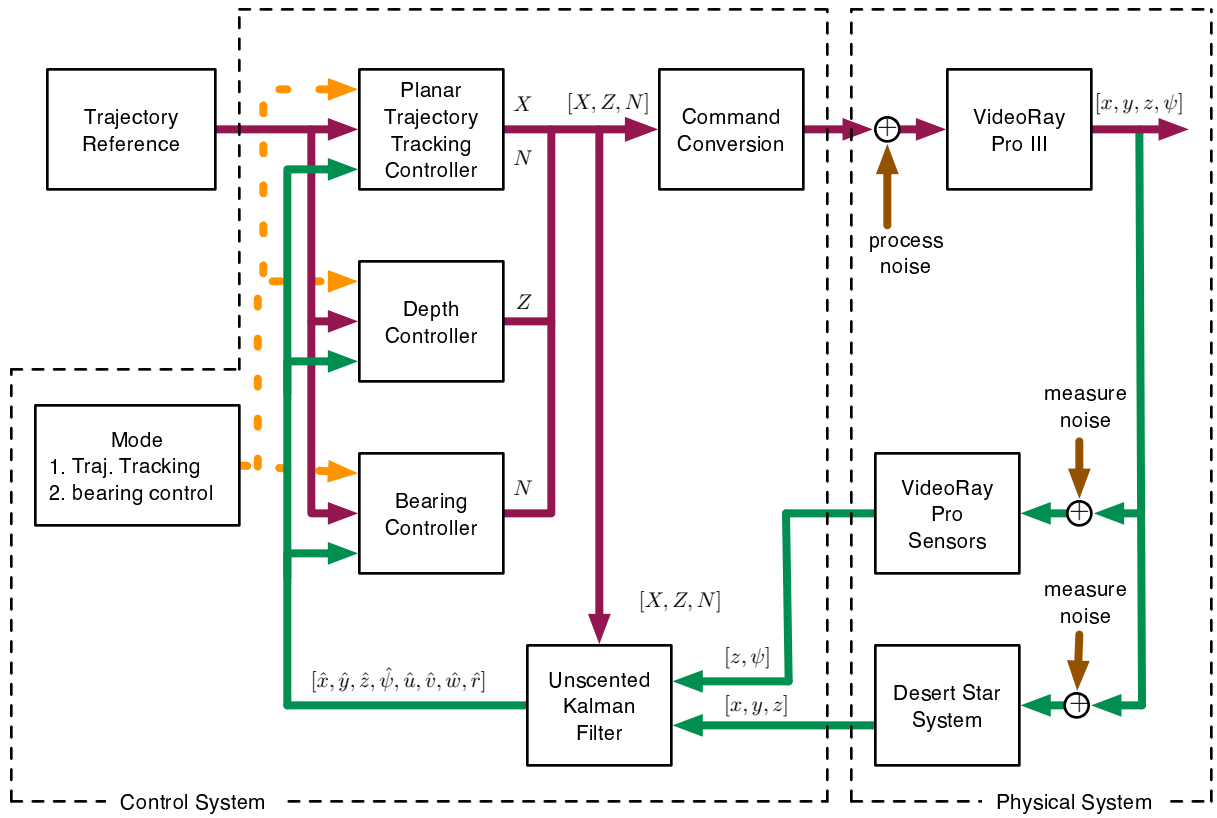 Trajectory
Reference
Planar
Trajectory
Tracking
Controller
X
N
[X, Z, N]
Command
Conversion
+
VideoRay
Pro III
[x, y, z, ψ]
process
noise
Depth
Controller
Z
Mode
1. Traj. Tracking
2. bearing control
Bearing
Controller
N
VideoRay
Pro
Sensors
measure
noise
+
[X, Z, N]
[z, ψ]
[x, y, z]
[x̂, ŷ, ẑ, ψ̂, û, v̂, ŵ, r̂]
Unscented
Kalman
Filter
Desert Star
System
measure
noise
+
Control System
Physical System